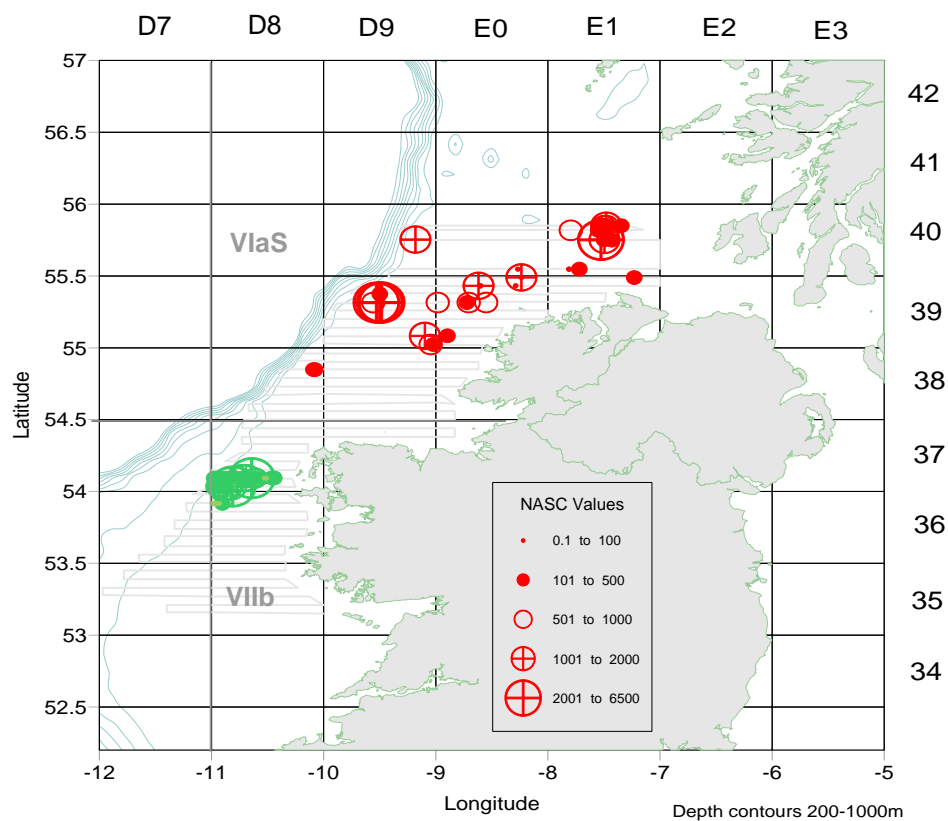 D7 D8 D9 E0 E1 E2 E3
57
42
56.5
41
56
40
VIaS
55.5
39
55
38
54.5
37
54
36
53.5
35
53
34
52.5
VIIb
NASC Values
0.1 to 100
101 to 500
501 to 1000
1001 to 2000
2001 to 6500
Latitude
-12 -11 -10 -9 -8 -7 -6 -5
Longitude
Depth contours 200-1000m